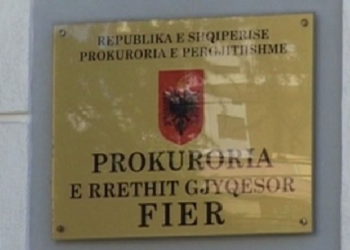 REPUBLIKA E SHQIPERISE
PROKURORIA E PERGJITHSHME
PROKURORIA
E RRETHIT GJYQESOR
FIER